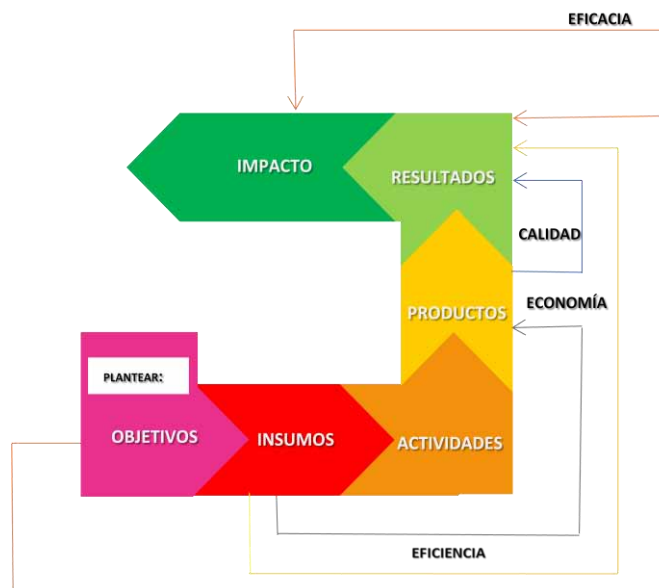 EFICACIA
IMPACTO
RESULTADOS
CALIDAD
ECONOMÍA
PRODUCTOS
PLANTEAR:
OBJETIVOS
INSUMOS
ACTIVIDADES
EFICIENCIA